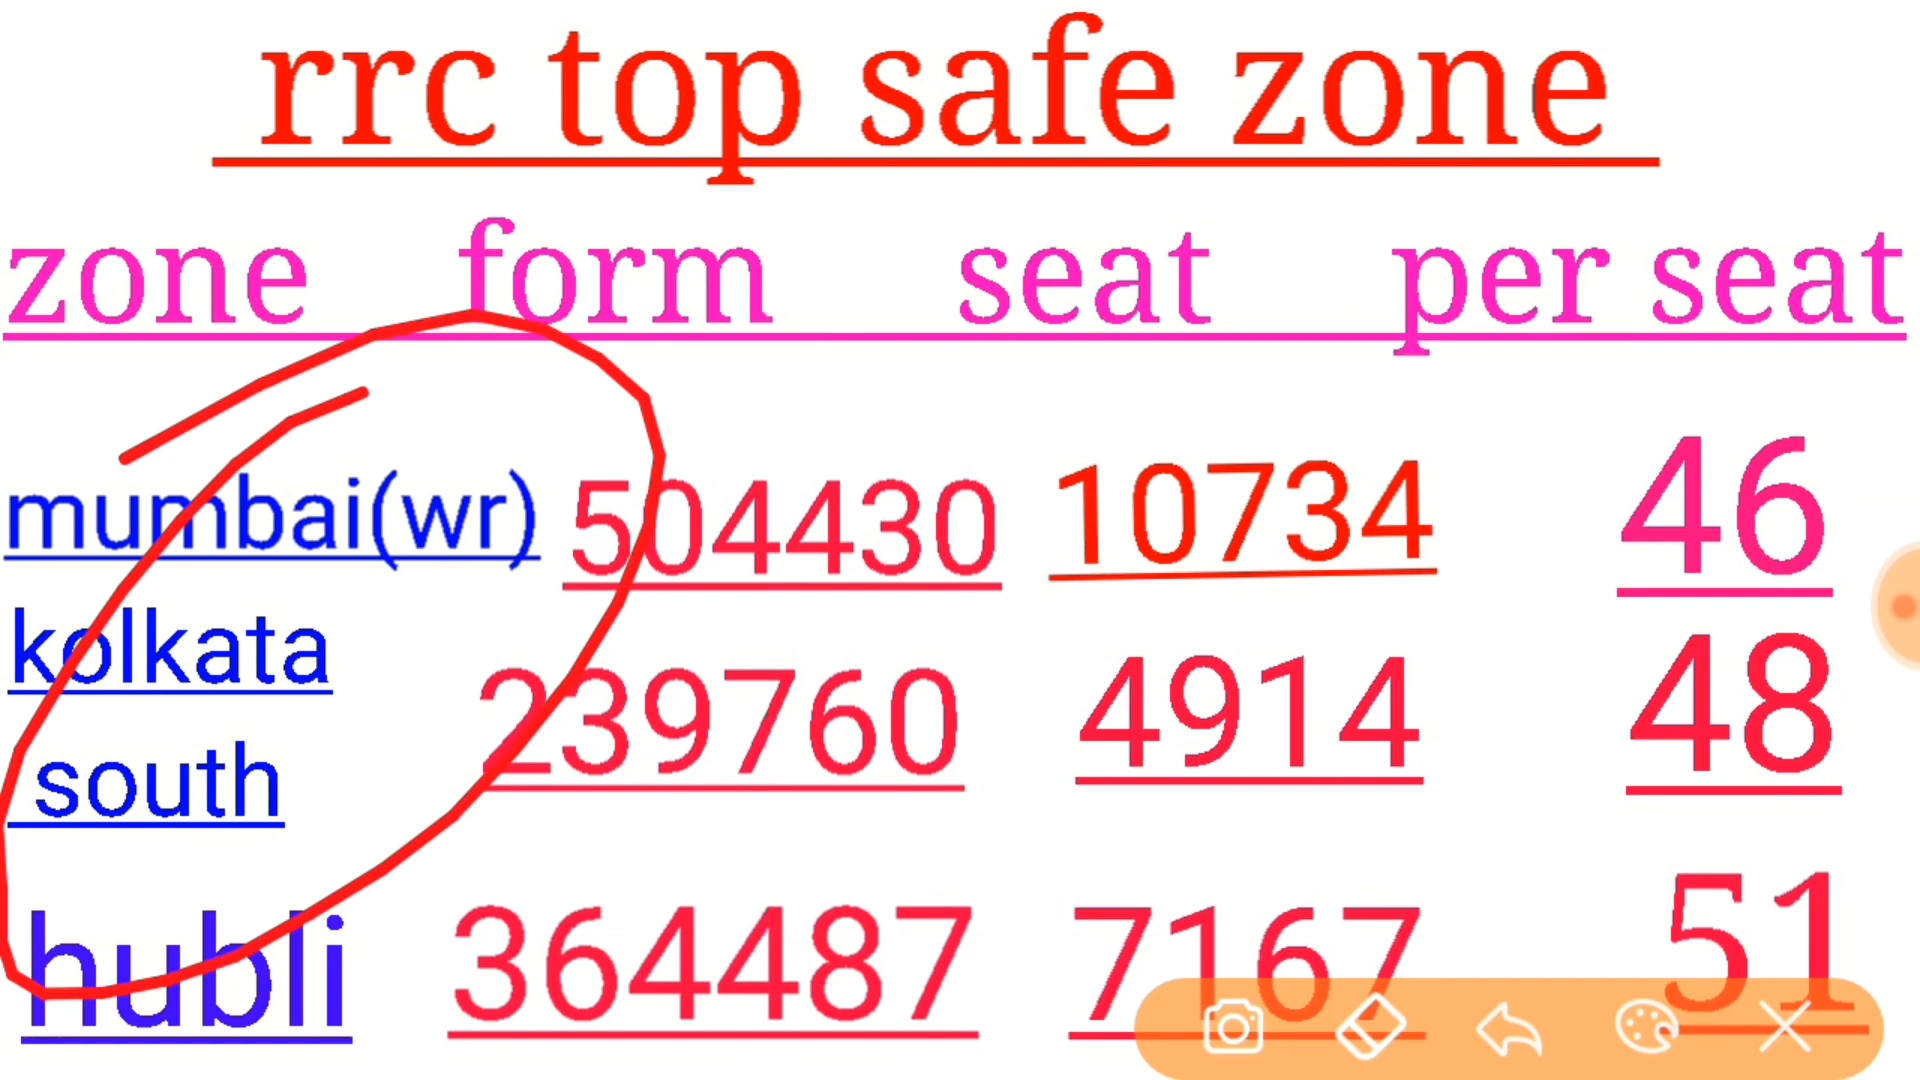 rrc top safe zone
zone form seat per seat
mumbai(wr) 504430 10734 46
kolkata
south 239760 4914 48
hubli 364487 7167 51